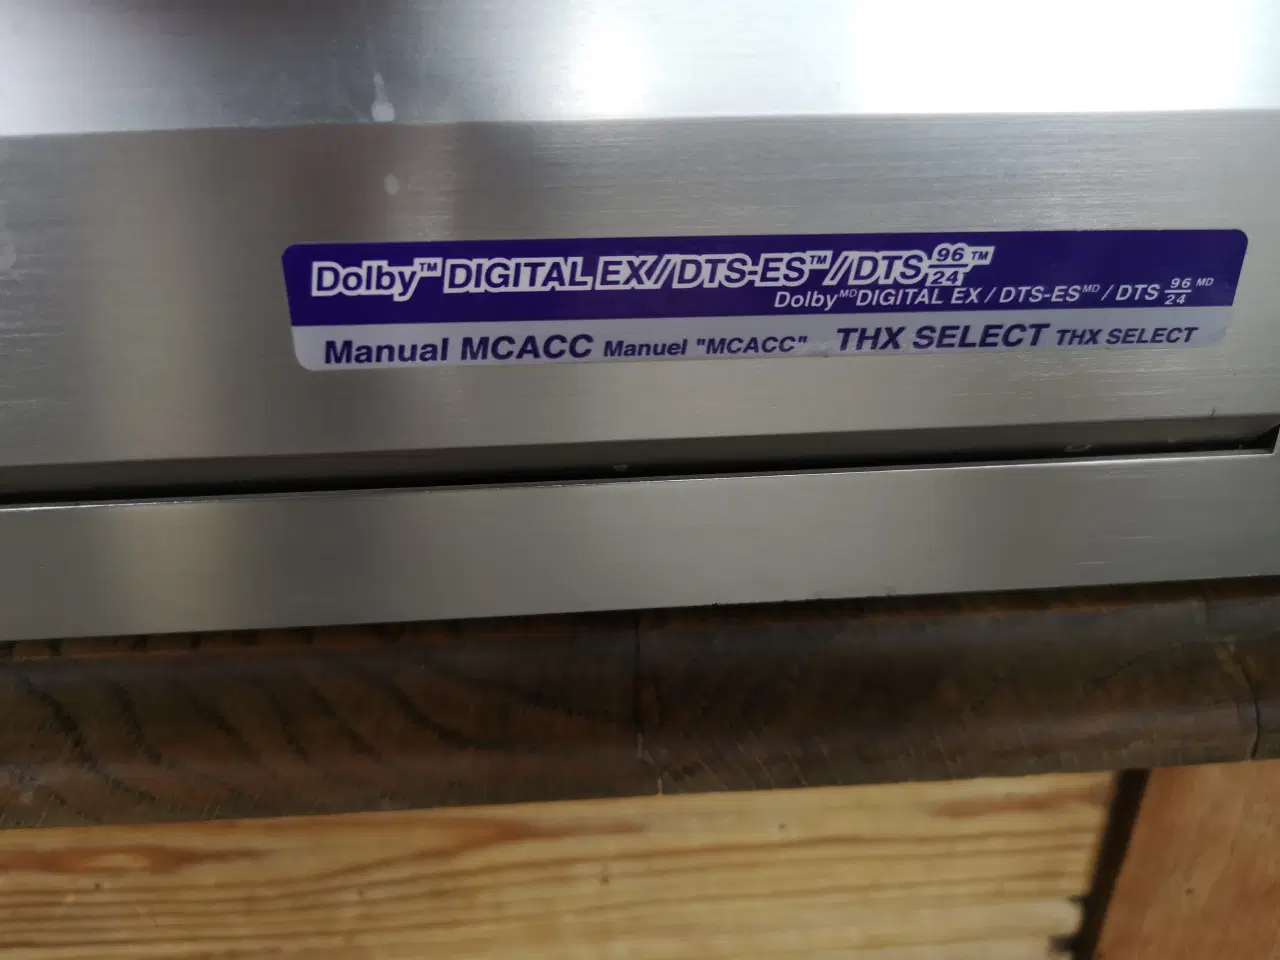 Dolby™ DIGITAL EX/DTS-ES™/DTS 96/24™
Dolby MD DIGITAL EX / DTS-ES MD / DTS 96/24 MD
Manual MCACC Manuel "MCACC" THX SELECT THX SELECT